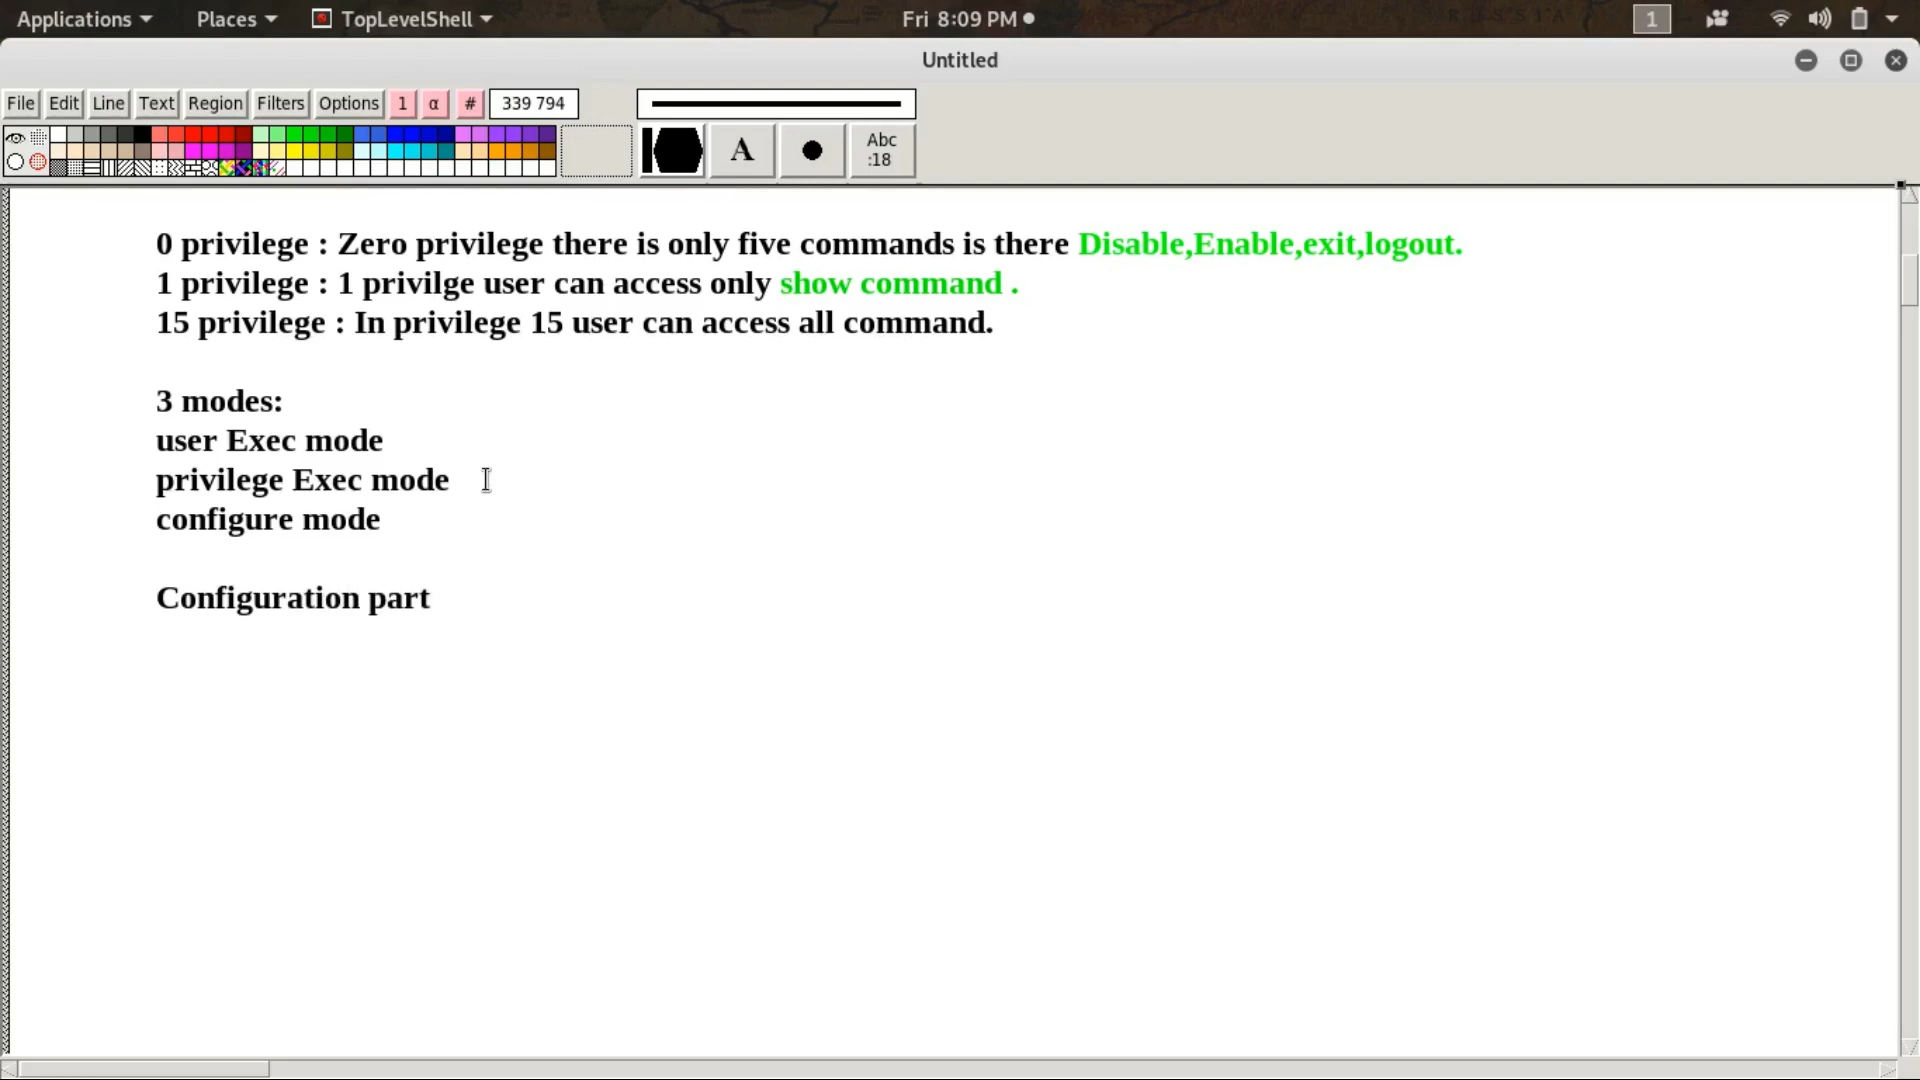 Applications Places TopLevelShell Fri 8:09 PM 1
Untitled
File Edit Line Text Region Filters Options 1 α # 339 794
A Abc
:18
0 privilege : Zero privilege there is only five commands is there Disable,Enable,exit,logout.
1 privilege : 1 privilge user can access only show command .
15 privilege : In privilege 15 user can access all command.
3 modes:
user Exec mode
privilege Exec mode
configure mode
Configuration part